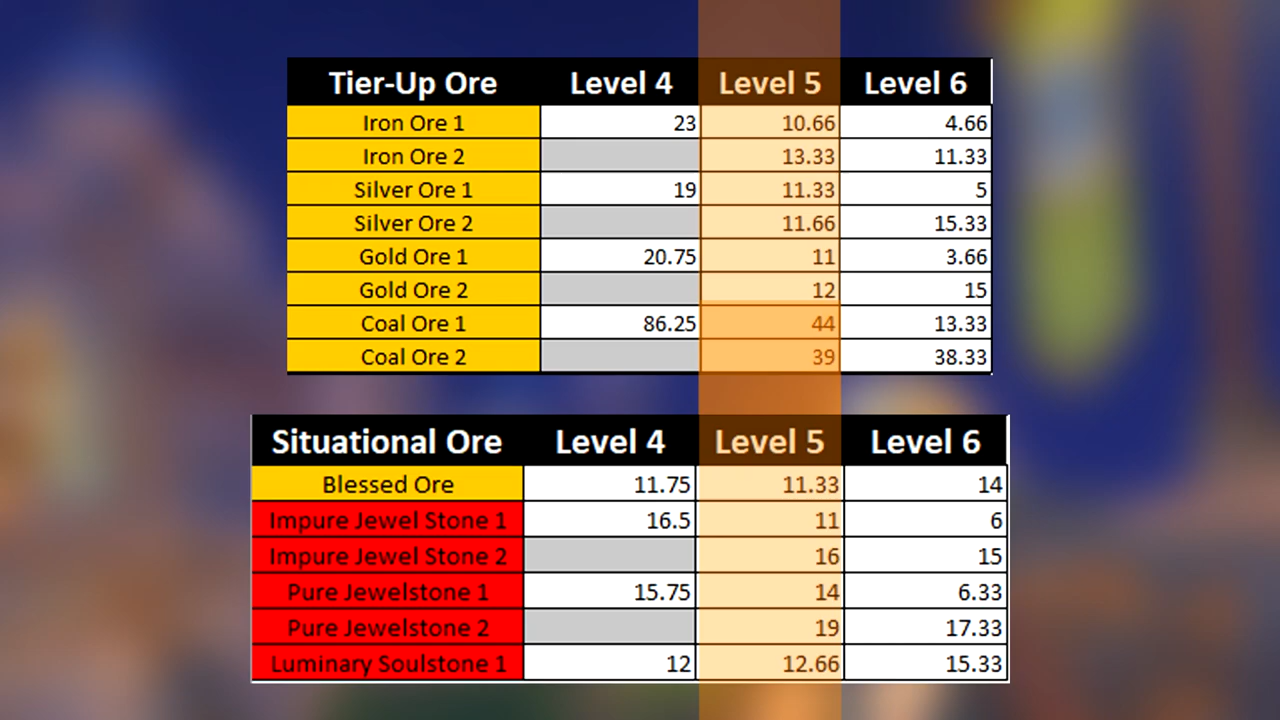 Tier-Up Ore Level 4 Level 5 Level 6
Iron Ore 1 23 10.66 4.66
Iron Ore 2 13.33 11.33
Silver Ore 1 19 11.33 5
Silver Ore 2 11.66 15.33
Gold Ore 1 20.75 11 3.66
Gold Ore 2 12 15
Coal Ore 1 86.25 44 13.33
Coal Ore 2 39 38.33
Situational Ore Level 4 Level 5 Level 6
Blessed Ore 11.75 11.33 14
Impure Jewel Stone 1 16.5 11 6
Impure Jewel Stone 2 16 15
Pure Jewelstone 1 15.75 14 6.33
Pure Jewelstone 2 19 17.33
Luminary Soulstone 1 12 12.66 15.33